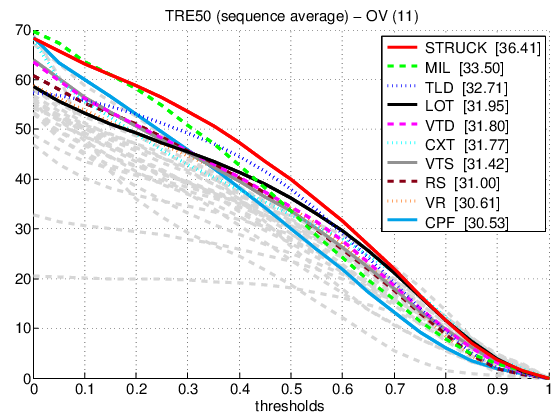 TRE50 (sequence average) – OV (11)
70
60
50
40
30
20
10
0
STRUCK [36.41]
MIL [33.50]
TLD [32.71]
LOT [31.95]
VTD [31.80]
CXT [31.77]
VTS [31.42]
RS [31.00]
VR [30.61]
CPF [30.53]
0 0.1 0.2 0.3 0.4 0.5 0.6 0.7 0.8 0.9 1
thresholds